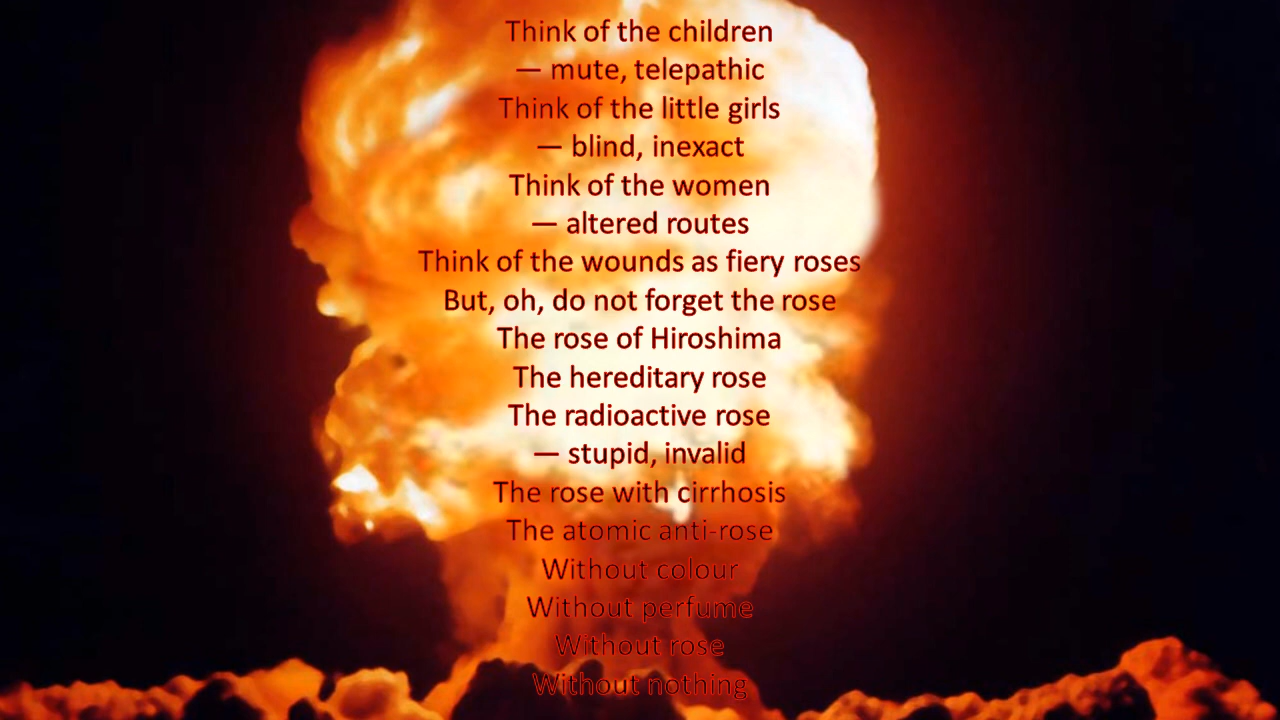 Think of the children
— mute, telepathic
Think of the little girls
— blind, inexact
Think of the women
— altered routes
Think of the wounds as fiery roses
But, oh, do not forget the rose
The rose of Hiroshima
The hereditary rose
The radioactive rose
— stupid, invalid
The rose with cirrhosis
The atomic anti-rose
Without colour
Without perfume
Without rose
Without nothing